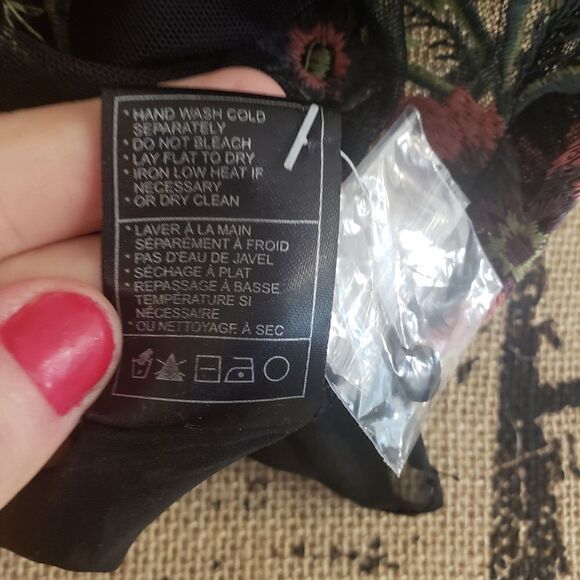 * HAND WASH COLD
SEPARATELY
* DO NOT BLEACH
* LAY FLAT TO DRY
* IRON LOW HEAT IF
NECESSARY
* OR DRY CLEAN
* LAVER À LA MAIN
SÉPARÉMENT À FROID
* PAS D'EAU DE JAVEL
* SÉCHAGE À PLAT
* REPASSAGE À BASSE
TEMPÉRATURE SI
NÉCESSAIRE
* OU NETTOYAGE À SEC